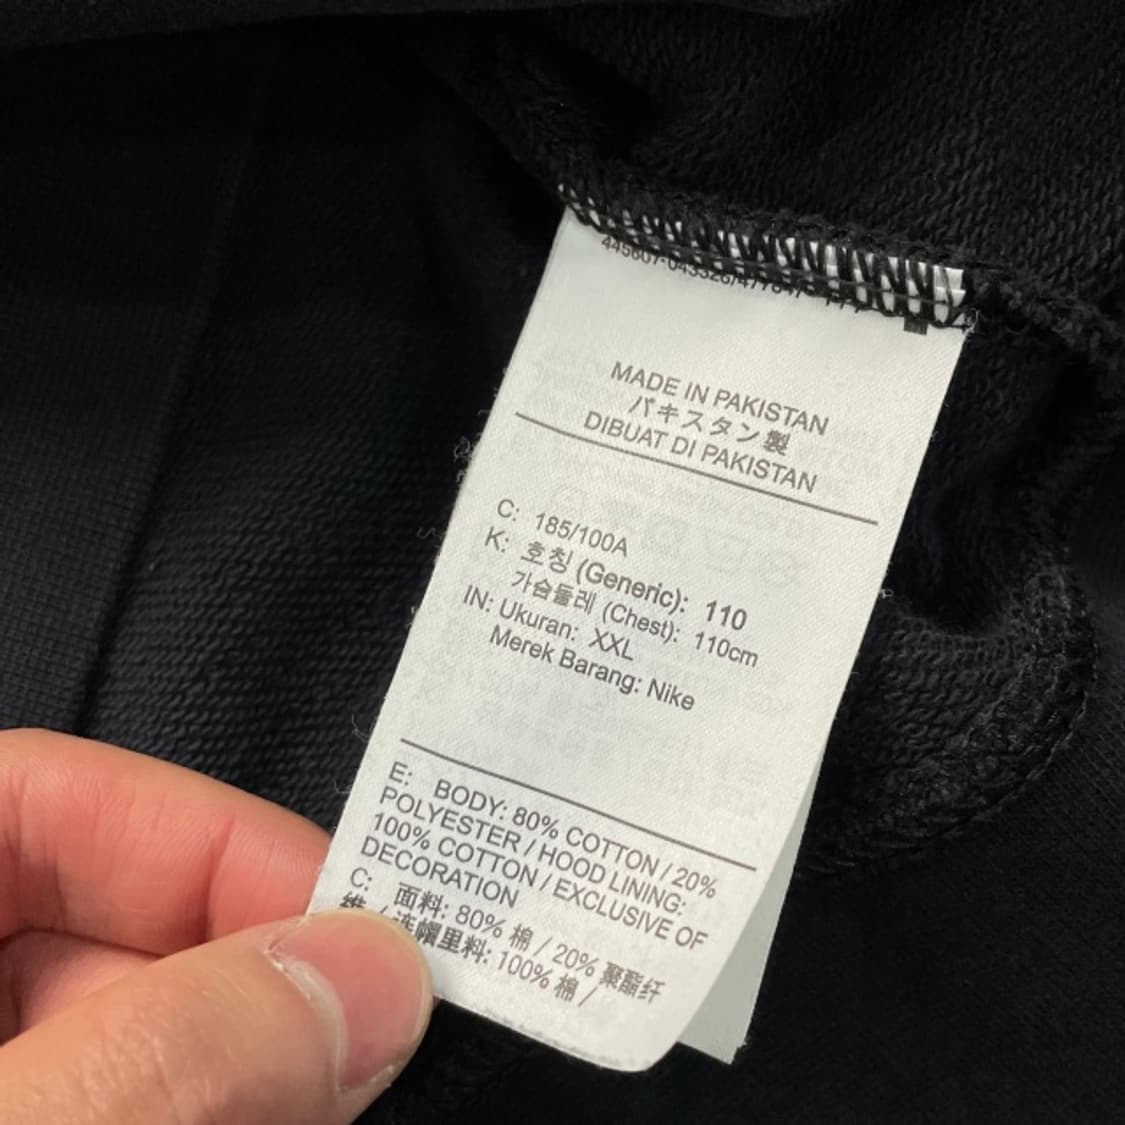 MADE IN PAKISTAN
パキスタン製
DIBUAT DI PAKISTAN
C: 185/100A
K: 호칭 (Generic): 110
가슴둘레 (Chest): 110cm
IN: Ukuran: XXL
Merek Barang: Nike
E: BODY: 80% COTTON / 20%
POLYESTER / HOOD LINING:
100% COTTON / EXCLUSIVE OF
DECORATION
C: 面料: 80% 棉 / 20% 聚酯纤
维 / 连帽里料: 100% 棉 /